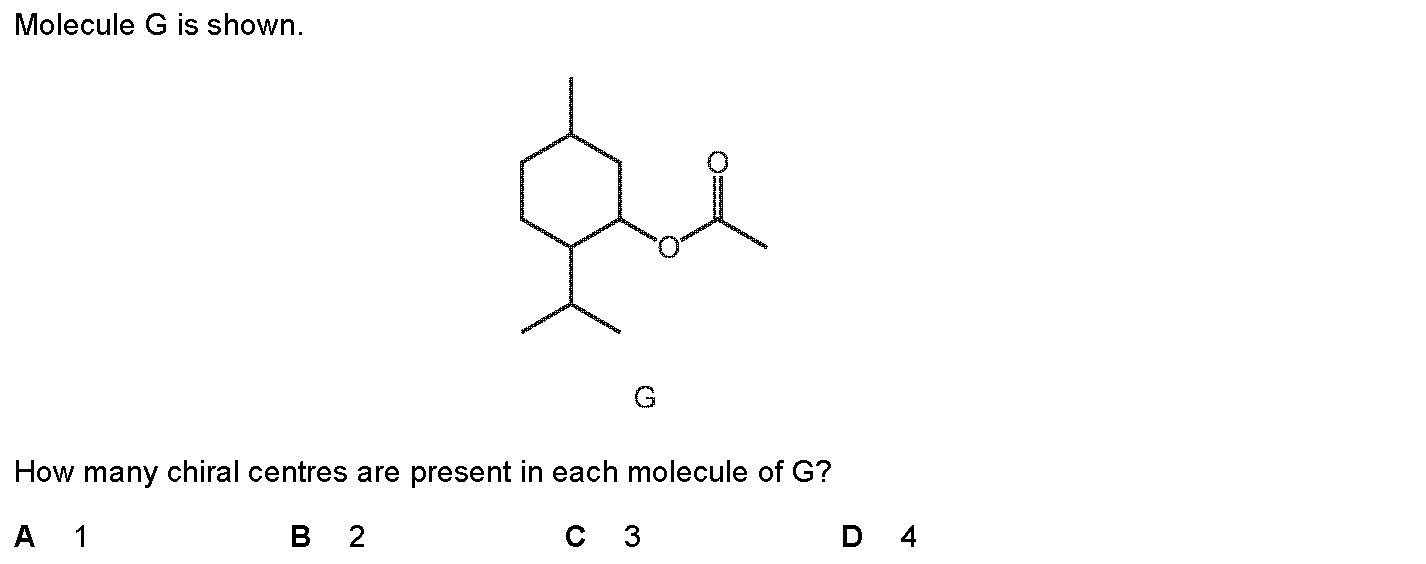 Molecule G is shown.
O
O
G
How many chiral centres are present in each molecule of G?
A 1 B 2 C 3 D 4